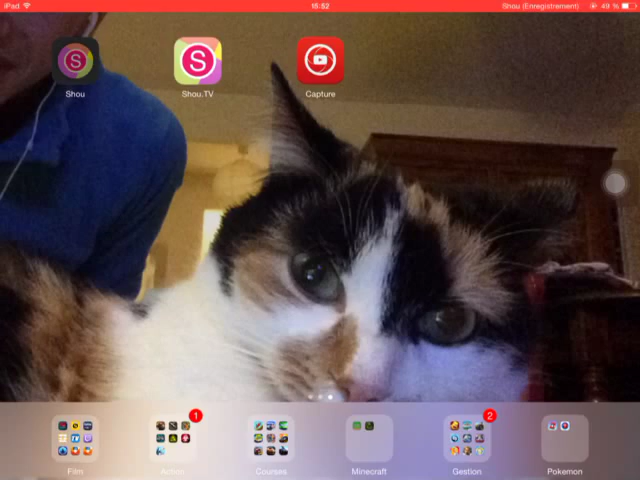 iPad 15:52 Shou (Enregistrement) 49 %
S S
Shou Shou.TV Capture
1 2
Film Action Courses Minecraft Gestion Pokemon